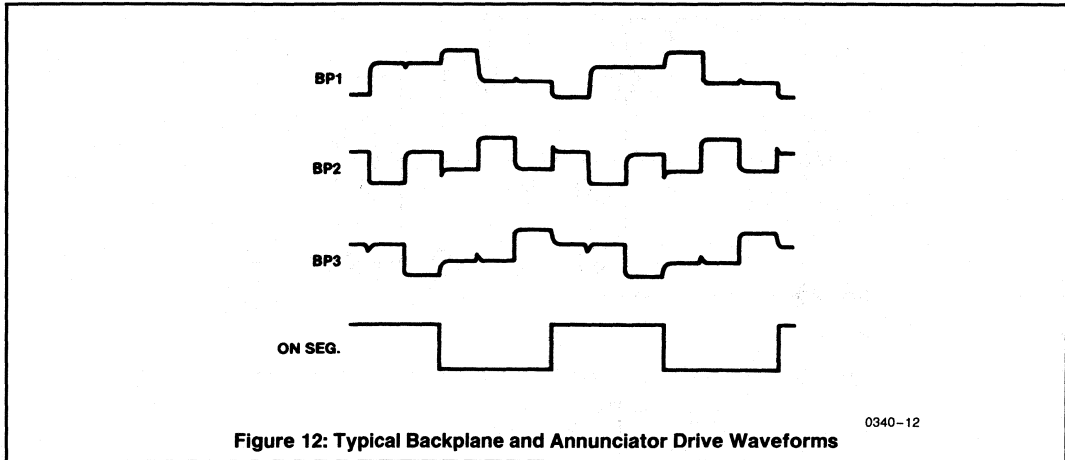 BP1
BP2
BP3
ON SEG.
0340-12
Figure 12: Typical Backplane and Annunciator Drive Waveforms